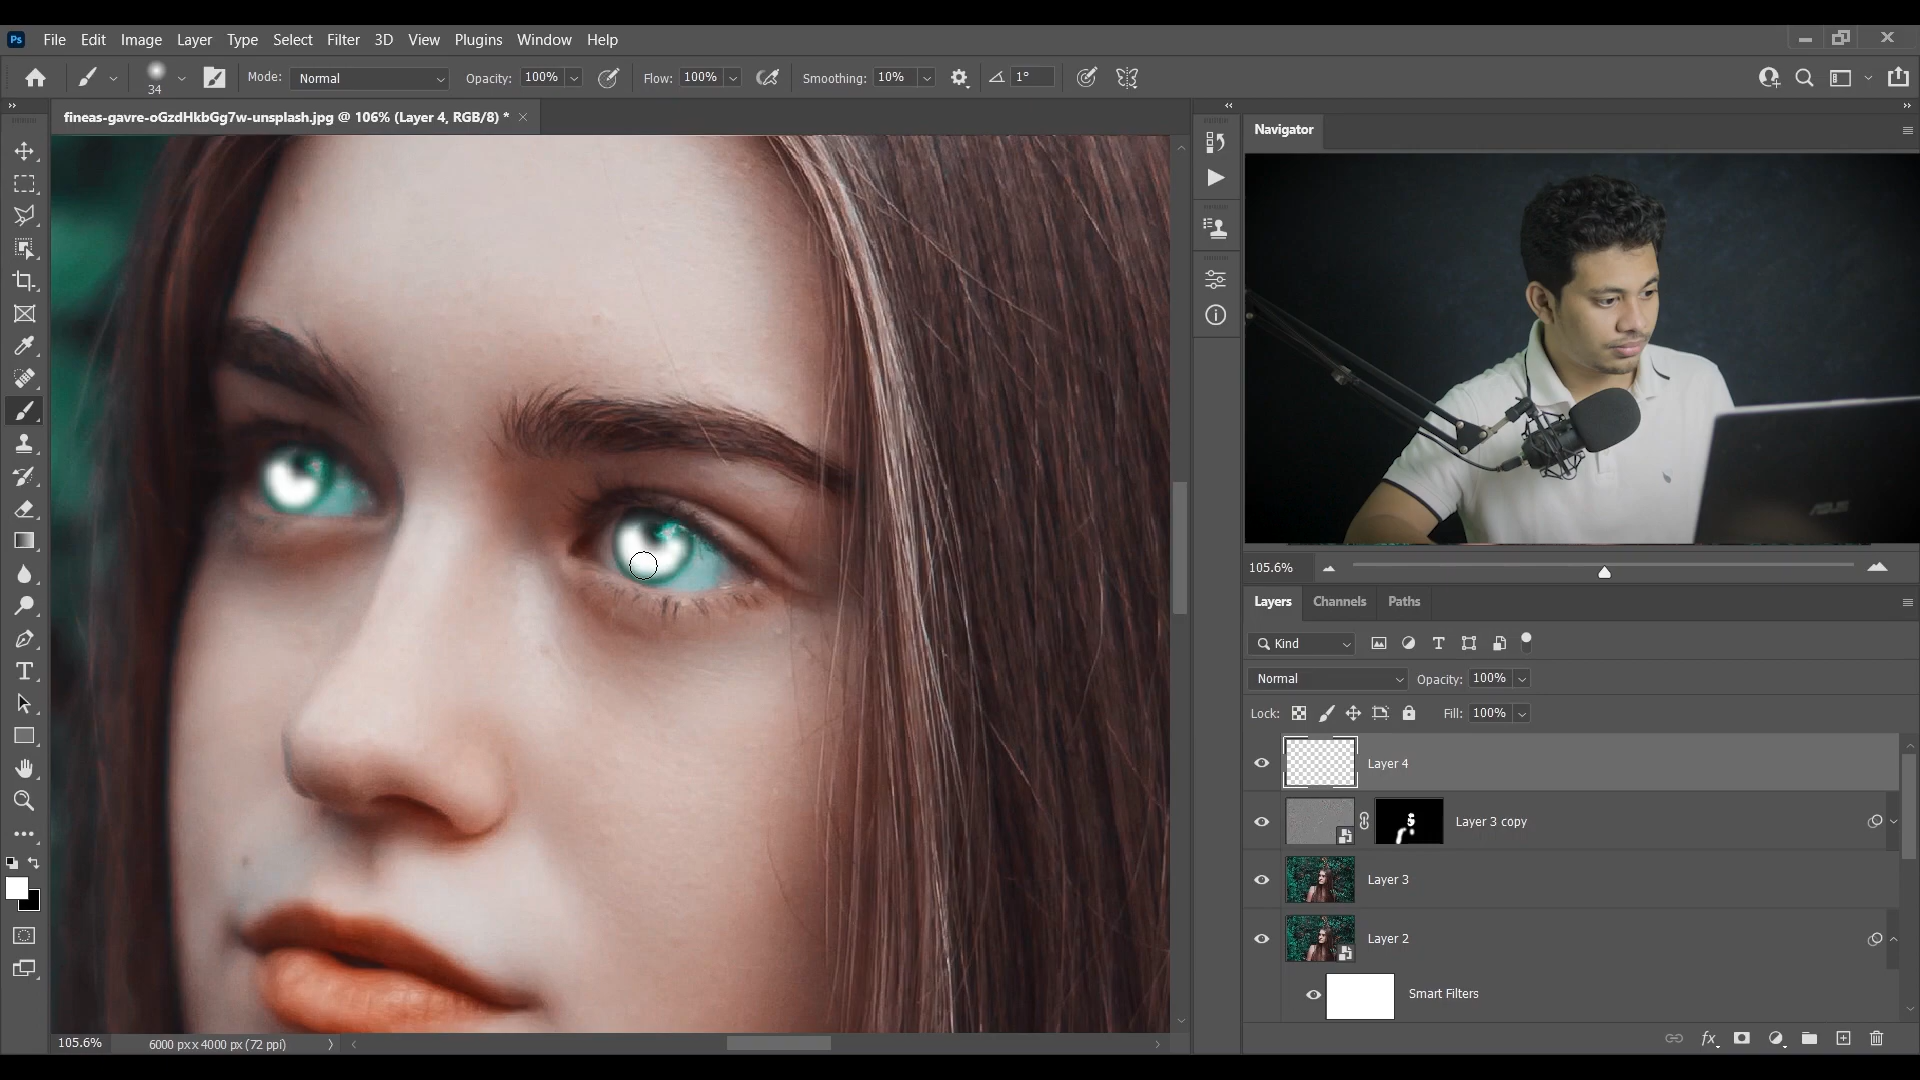 Ps File Edit Image Layer Type Select Filter 3D View Plugins Window Help
34 Mode: Normal Opacity: 100% Flow: 100% Smoothing: 10% 1°
fineas-gavre-oGzdHkbGg7w-unsplash.jpg @ 106% (Layer 4, RGB/8) *
Navigator
ASUS
105.6%
Layers Channels Paths
Kind
Normal Opacity: 100%
Lock: Fill: 100%
Layer 4
Layer 3 copy
Layer 3
Layer 2
Smart Filters
fx
105.6% 6000 px x 4000 px (72 ppi)